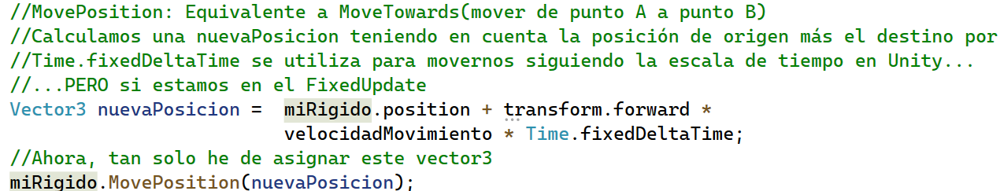 //MovePosition: Equivalente a MoveTowards(mover de punto A a punto B)
//Calculamos una nuevaPosicion teniendo en cuenta la posición de origen más el destino por
//Time.fixedDeltaTime se utiliza para movernos siguiendo la escala de tiempo en Unity...
//...PERO si estamos en el FixedUpdate
Vector3 nuevaPosicion =  miRigido.position + transform.forward *
velocidadMovimiento * Time.fixedDeltaTime;
//Ahora, tan solo he de asignar este vector3
miRigido.MovePosition(nuevaPosicion);